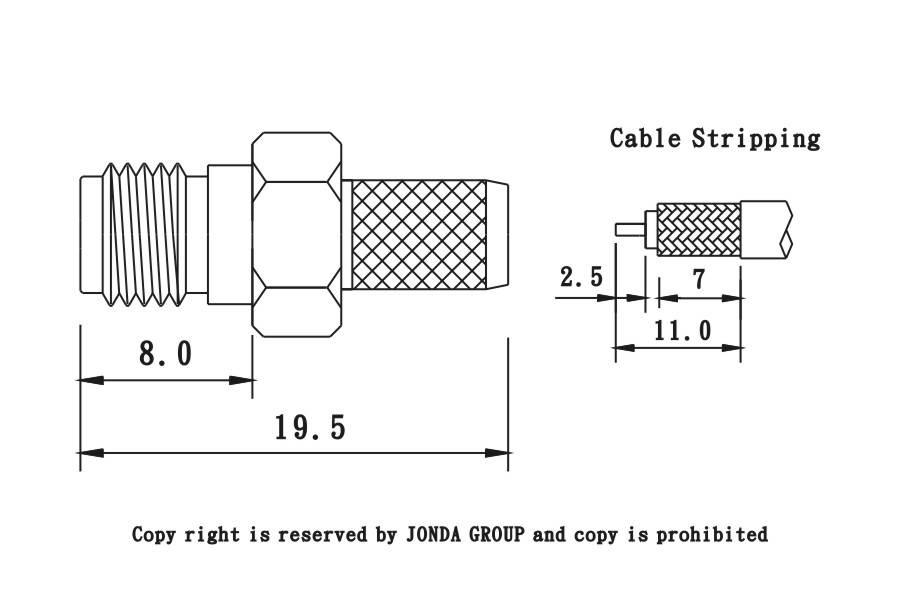 Cable Stripping
2.5
7
11.0
8.0
19.5
Copy right is reserved by JONDA GROUP and copy is prohibited